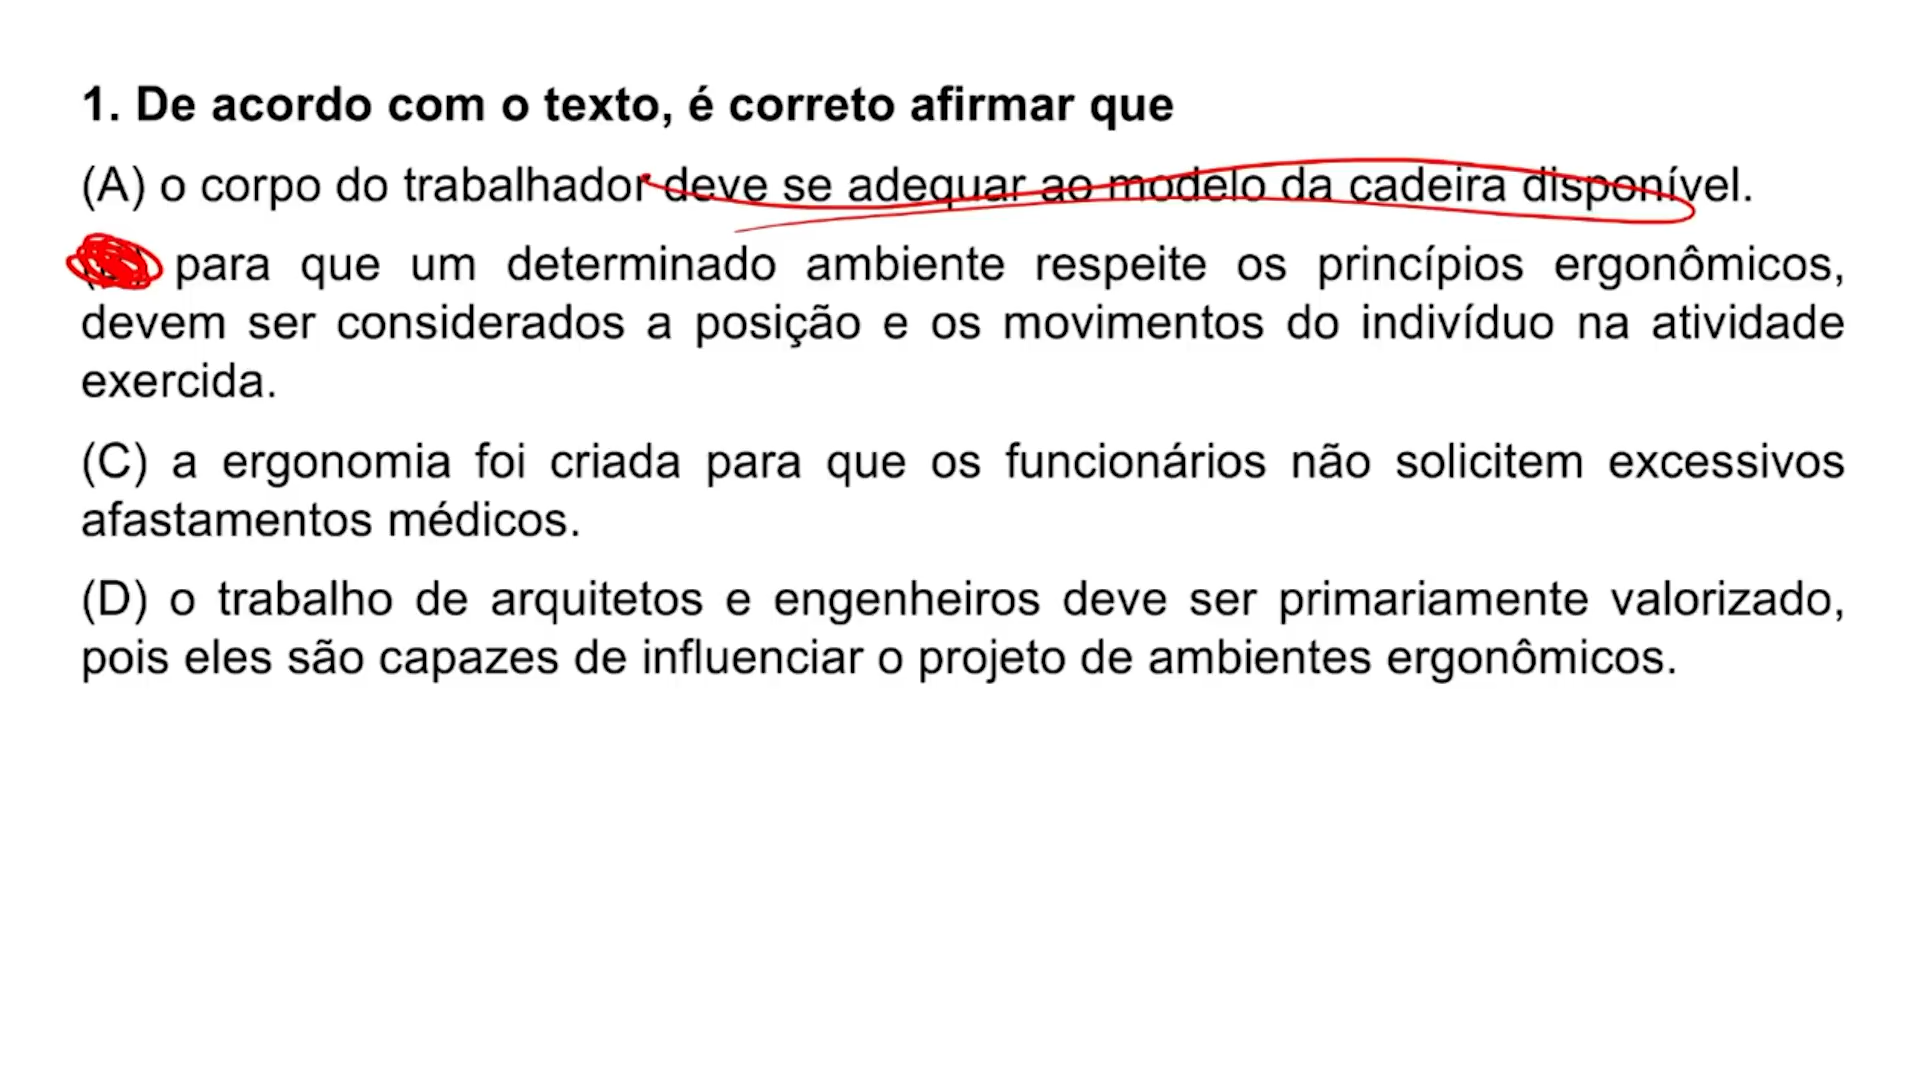 1. De acordo com o texto, é correto afirmar que
(A) o corpo do trabalhador deve se adequar ao modelo da cadeira disponível.
para que um determinado ambiente respeite os princípios ergonômicos,
devem ser considerados a posição e os movimentos do indivíduo na atividade
exercida.
(C) a ergonomia foi criada para que os funcionários não solicitem excessivos
afastamentos médicos.
(D) o trabalho de arquitetos e engenheiros deve ser primariamente valorizado,
pois eles são capazes de influenciar o projeto de ambientes ergonômicos.